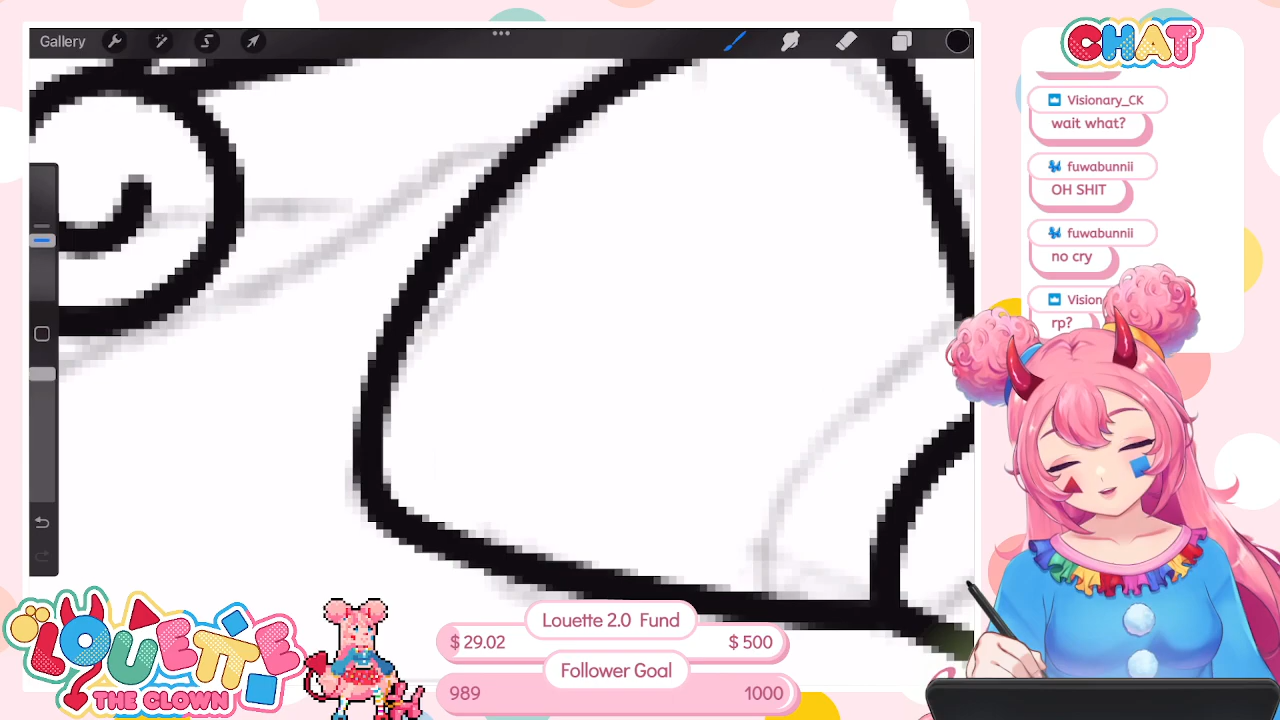 Gallery
CHAT
Visionary_CK
wait what?
fuwabunnii
OH SHIT
fuwabunnii
no cry
Vision
rp?
LOUETTE
THE CLOWN
Louette 2.0 Fund
$ 29.02 $ 500
Follower Goal
989 1000